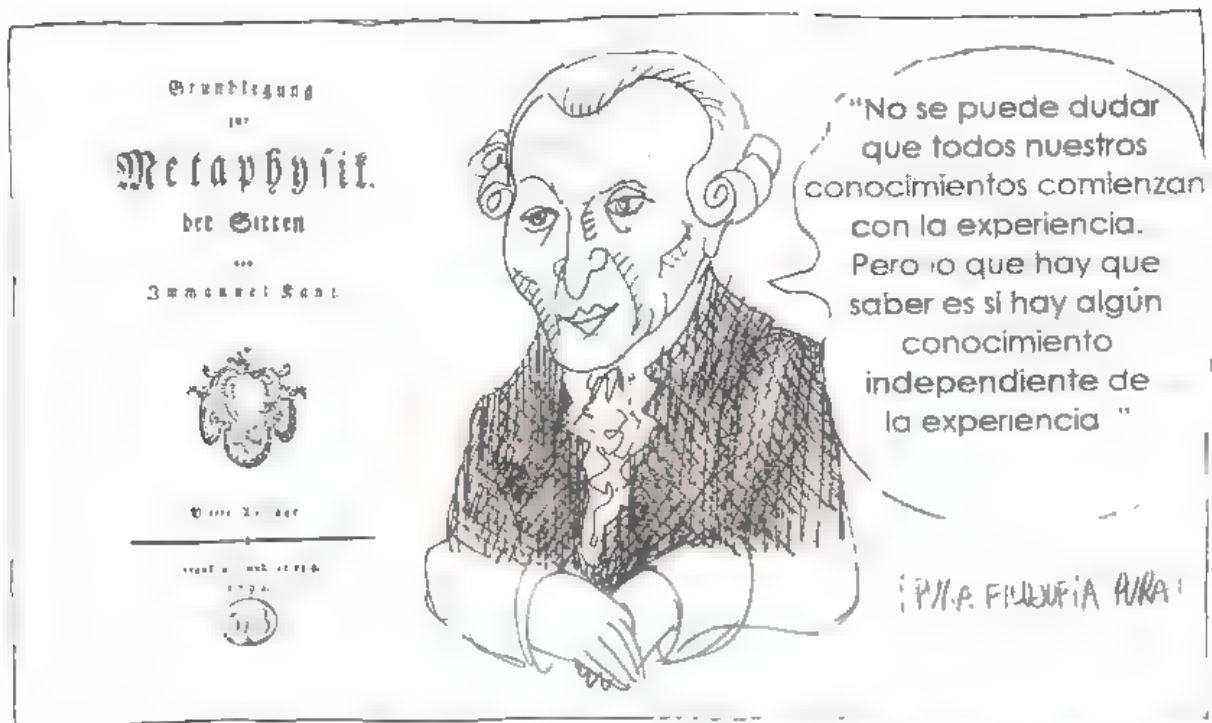 Grundlegung
zur
Metaphysik
der Sitten
von
Immanuel Kant.
"No se puede dudar
que todos nuestros
conocimientos comienzan
con la experiencia.
Pero lo que hay que
saber es si hay algún
conocimiento
independiente de
la experiencia "
FILOSOFÍA PURA